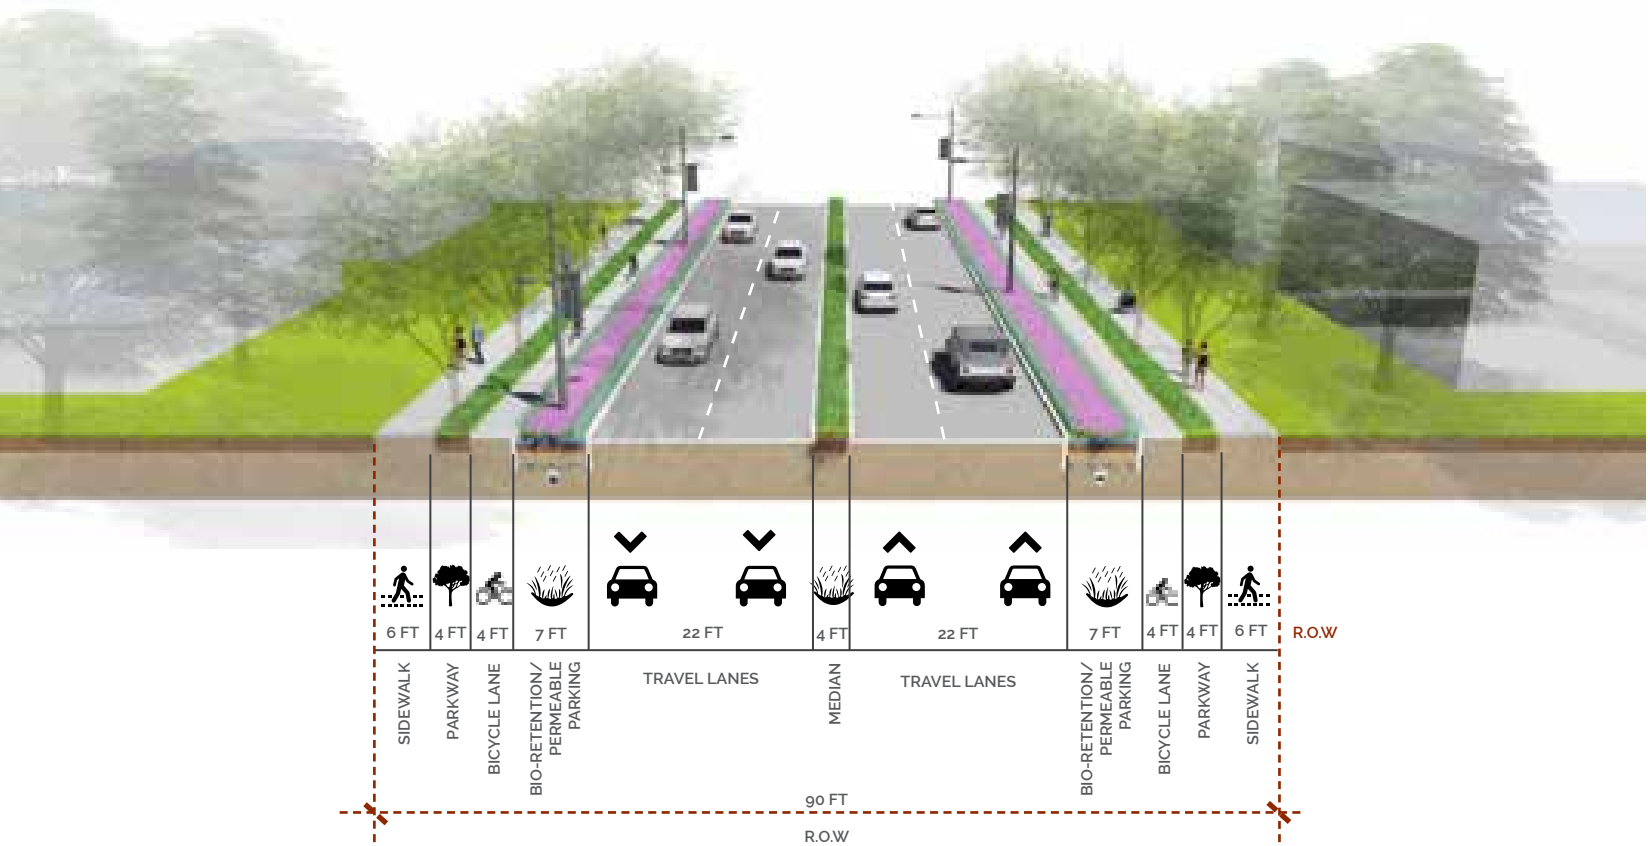 6 FT
4 FT
4 FT
7 FT
22 FT
4 FT
22 FT
7 FT
4 FT
4 FT
6 FT
R.O.W
SIDEWALK
PARKWAY
BICYCLE LANE
BIO-RETENTION/
PERMEABLE
PARKING
TRAVEL LANES
MEDIAN
TRAVEL LANES
BIO-RETENTION/
PERMEABLE
PARKING
BICYCLE LANE
PARKWAY
SIDEWALK
90 FT
R.O.W